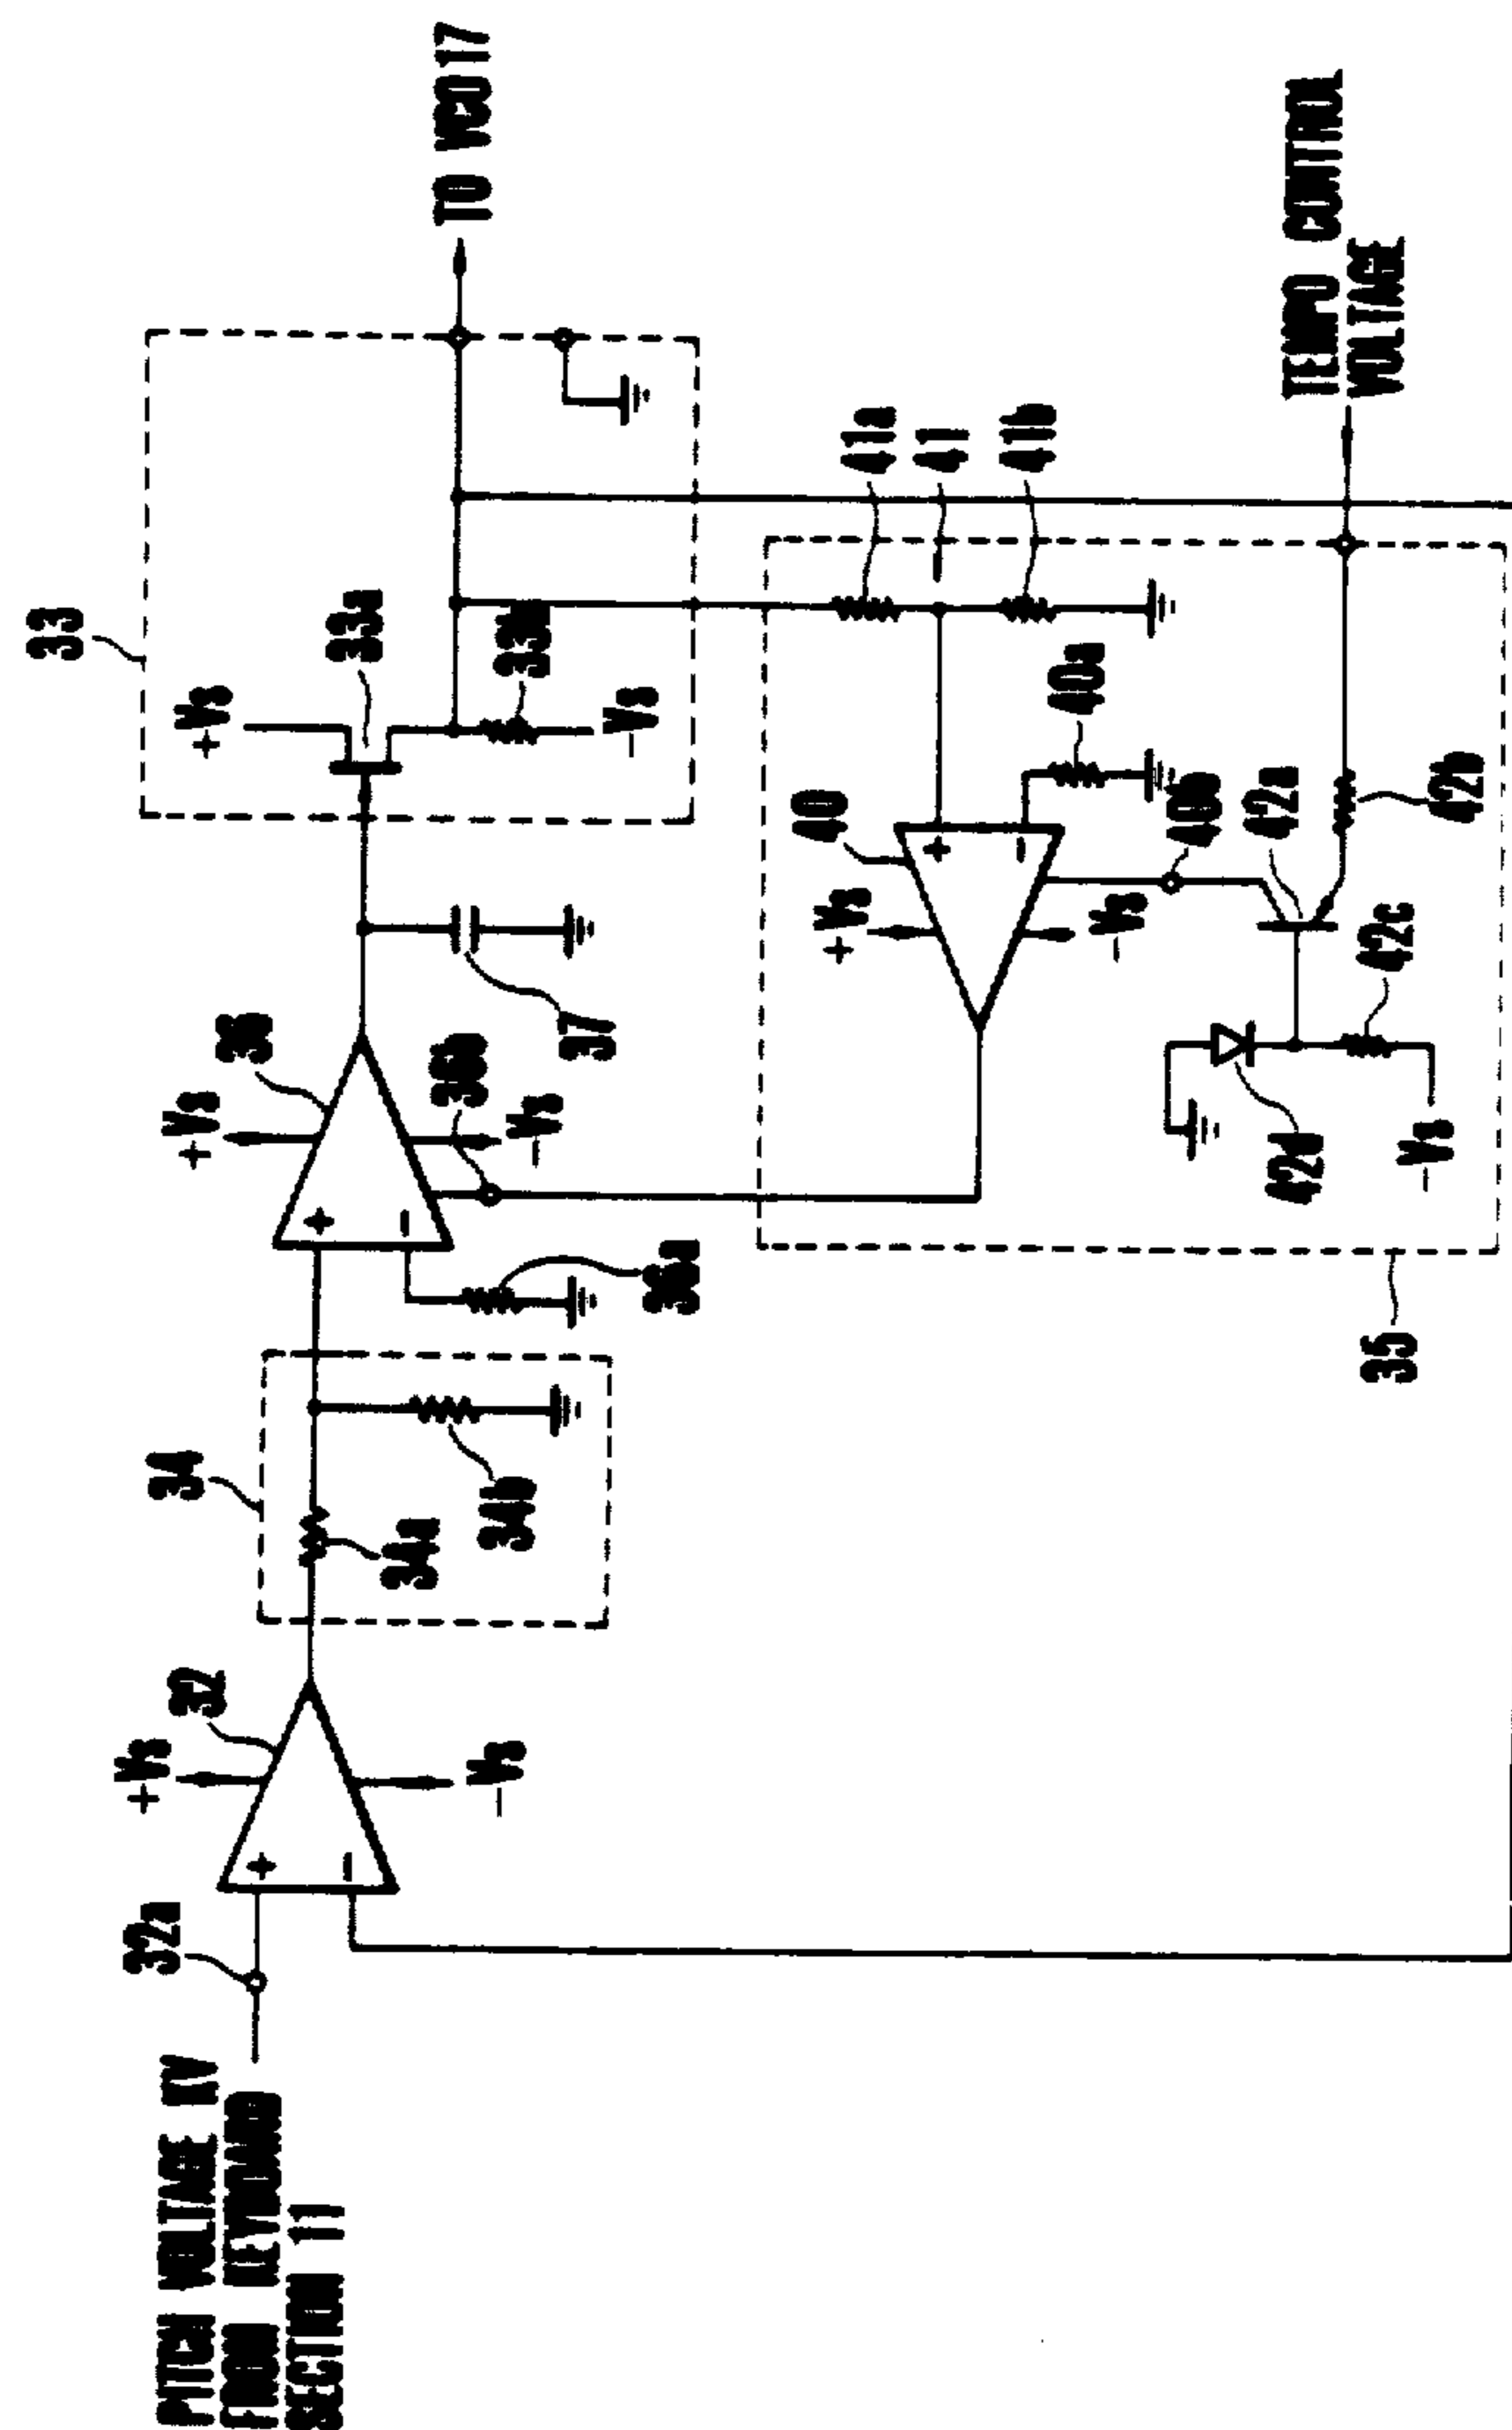 PITCH VOLTAGE KV
FROM KEYBOARD
SECTION 11
32a
+Vs
32
+
−
−Vs
34
34a
34b
+Vs
36
+
−
36b
−Vs
36a
37
33
+Vs
33a
33b
−Vs
TO VCO 17
41a
41
41b
40
+Vs
+
−
40a
−Vs
40b
42a
42b
42c
42d
−Vs
35
TEMPO CONTROL
VOLTAGE